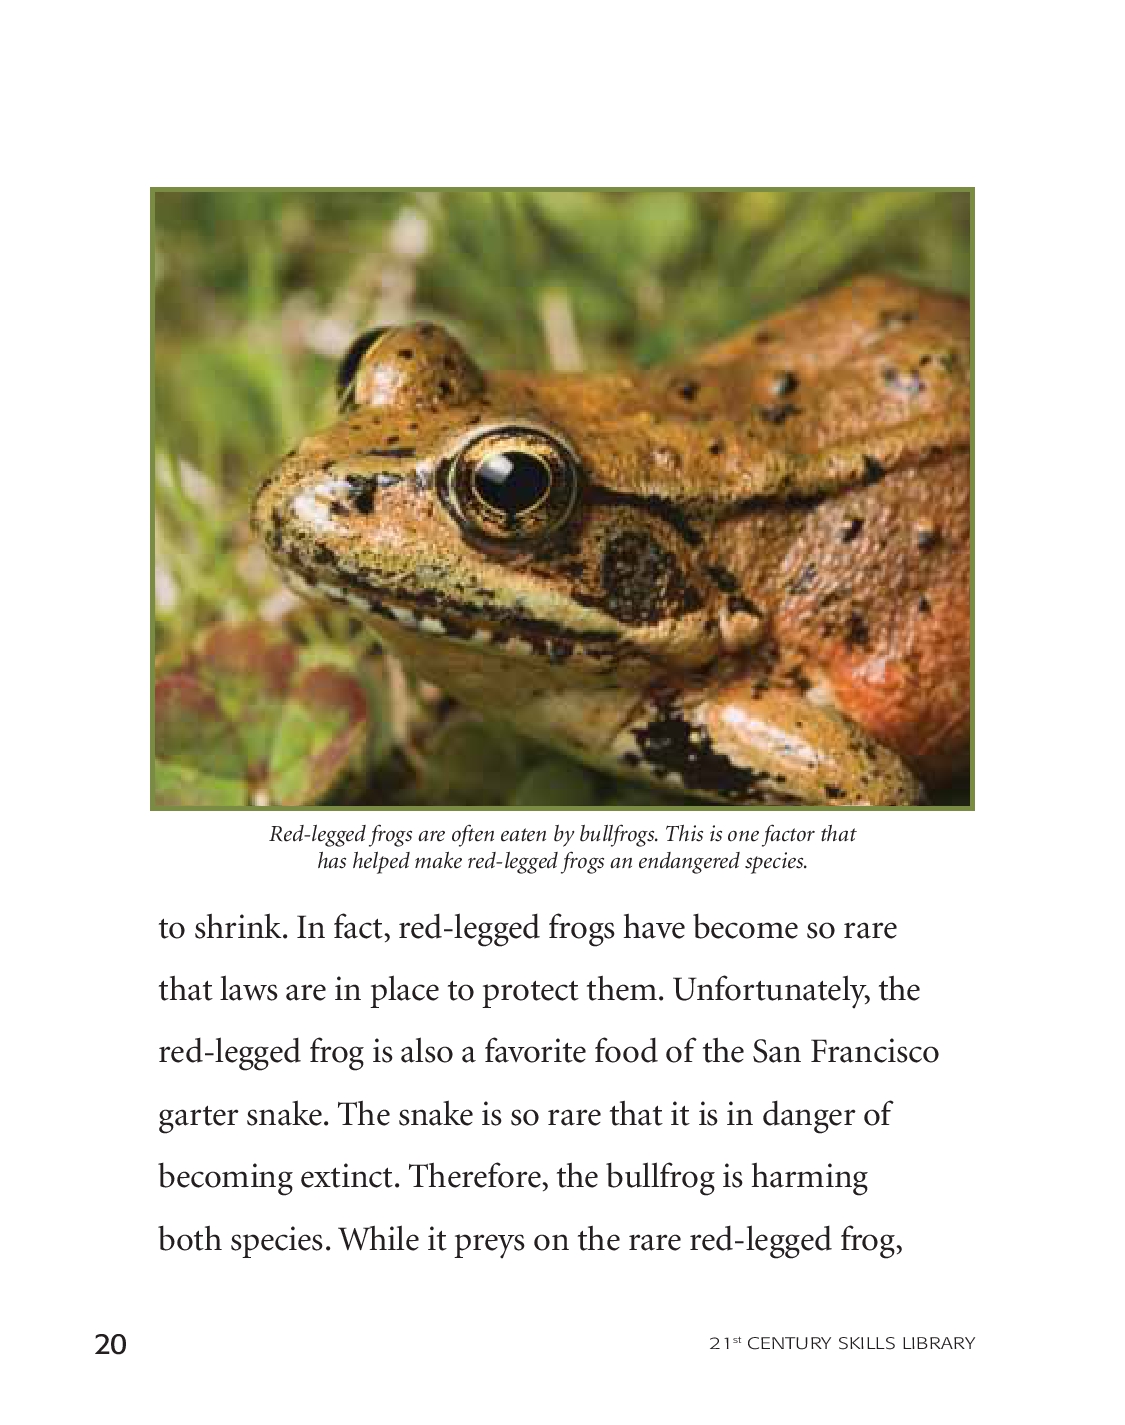 Red-legged frogs are often eaten by bullfrogs. This is one factor that
has helped make red-legged frogs an endangered species.
to shrink. In fact, red-legged frogs have become so rare
that laws are in place to protect them. Unfortunately, the
red-legged frog is also a favorite food of the San Francisco
garter snake. The snake is so rare that it is in danger of
becoming extinct. Therefore, the bullfrog is harming
both species. While it preys on the rare red-legged frog,
20 21st CENTURY SKILLS LIBRARY